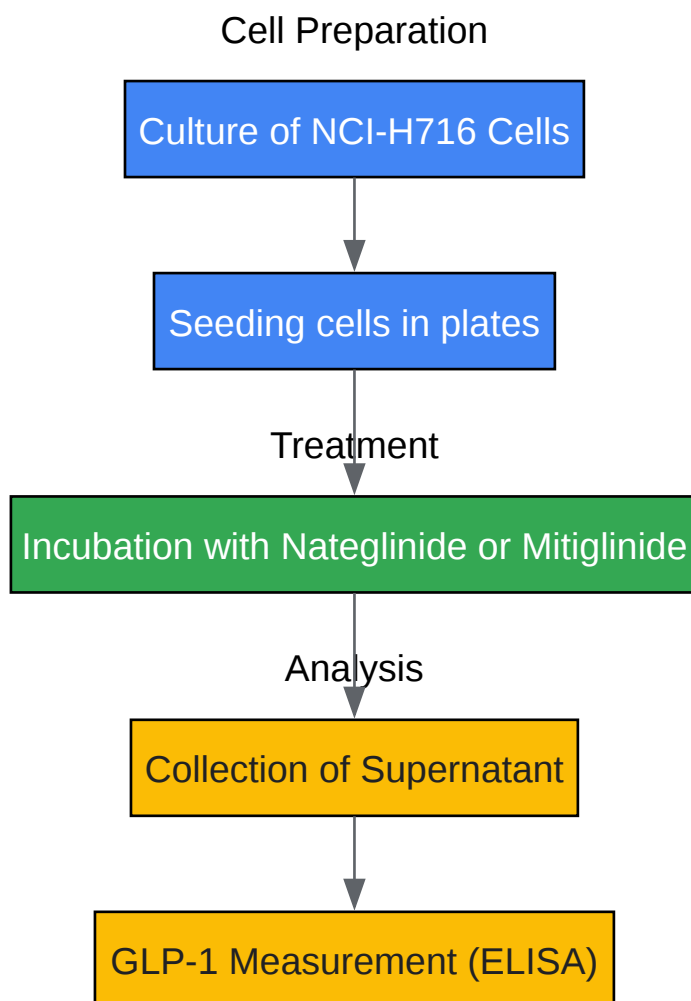 Cell Preparation
Culture of NCI-H716 Cells
Seeding cells in plates
Treatment
Incubation with Nateglinide or Mitiglinide
Analysis
Collection of Supernatant
GLP-1 Measurement (ELISA)